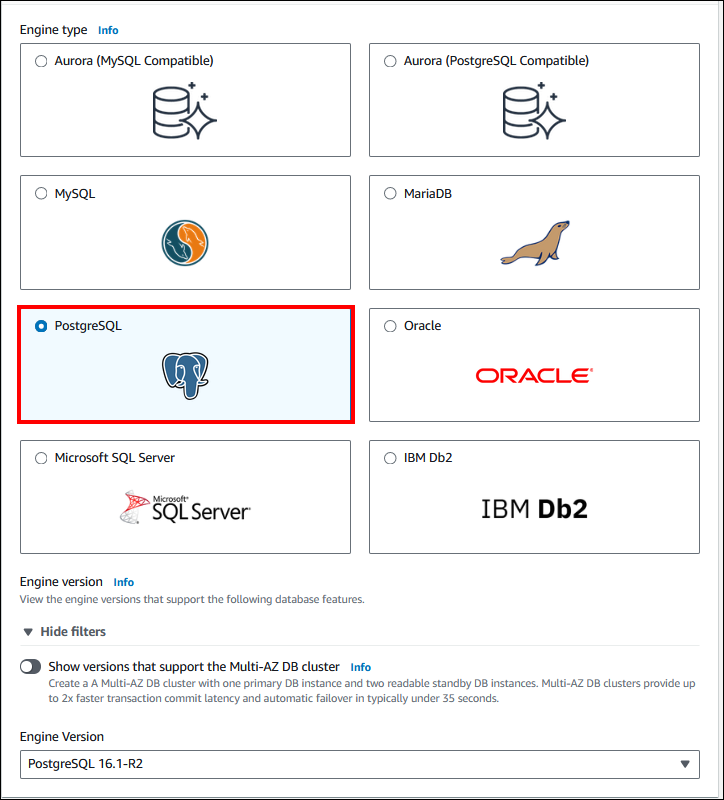 Engine type Info
Aurora (MySQL Compatible)
Aurora (PostgreSQL Compatible)
MySQL
MariaDB
PostgreSQL
Oracle
ORACLE
Microsoft SQL Server
IBM Db2
Microsoft
SQL Server
IBM Db2
Engine version Info
View the engine versions that support the following database features.
Hide filters
Show versions that support the Multi-AZ DB cluster Info
Create a A Multi-AZ DB cluster with one primary DB instance and two readable standby DB instances. Multi-AZ DB clusters provide up
to 2x faster transaction commit latency and automatic failover in typically under 35 seconds.
Engine Version
PostgreSQL 16.1-R2